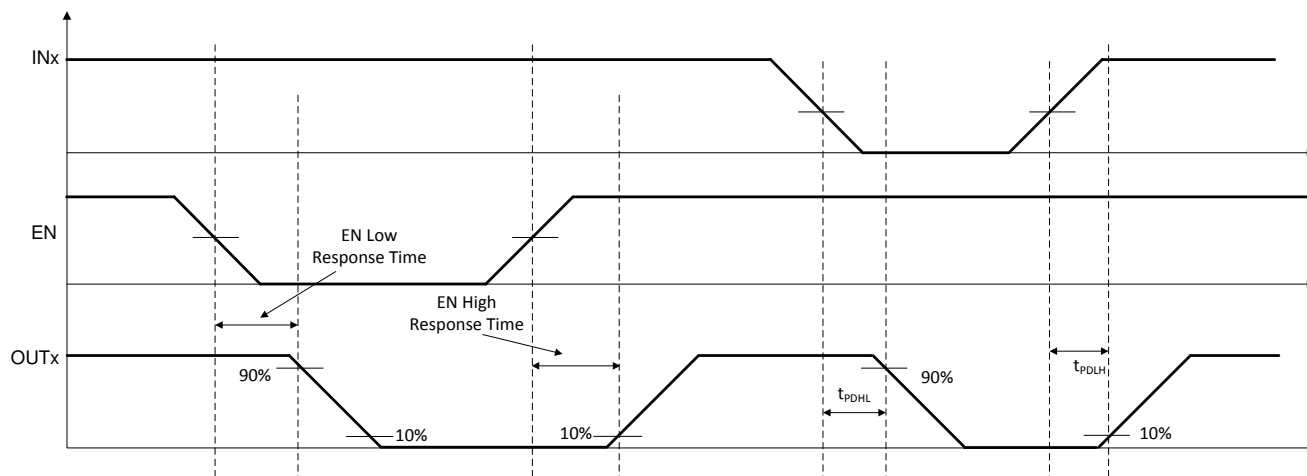 INx
EN
EN Low
Response Time
EN High
Response Time
OUTx
90%
10%
10%
tPDHL
90%
tPDLH
10%